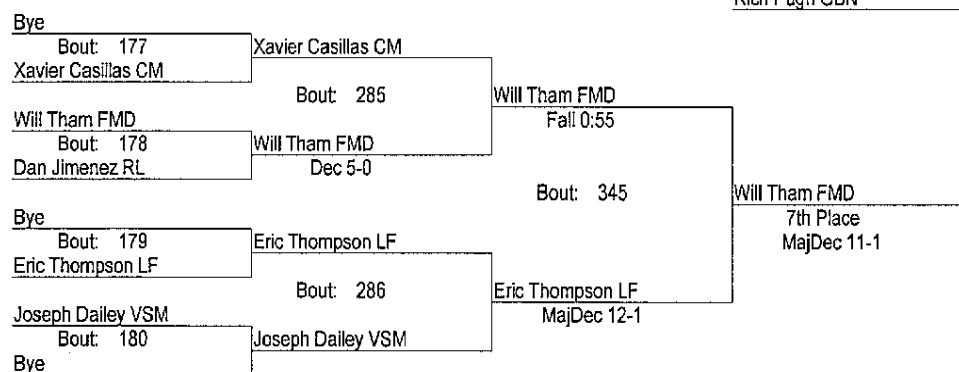 Rich Pugh GBN
Bye
Bout: 177
Xavier Casillas CM
Xavier Casillas CM
Bout: 285
Will Tham FMD
Bout: 178
Dan Jimenez RL
Will Tham FMD
Dec 5-0
Will Tham FMD
Fall 0:55
Bout: 345
Will Tham FMD
7th Place
MajDec 11-1
Bye
Bout: 179
Eric Thompson LF
Eric Thompson LF
Bout: 286
Joseph Dailey VSM
Bout: 180
Bye
Joseph Dailey VSM
Eric Thompson LF
MajDec 12-1